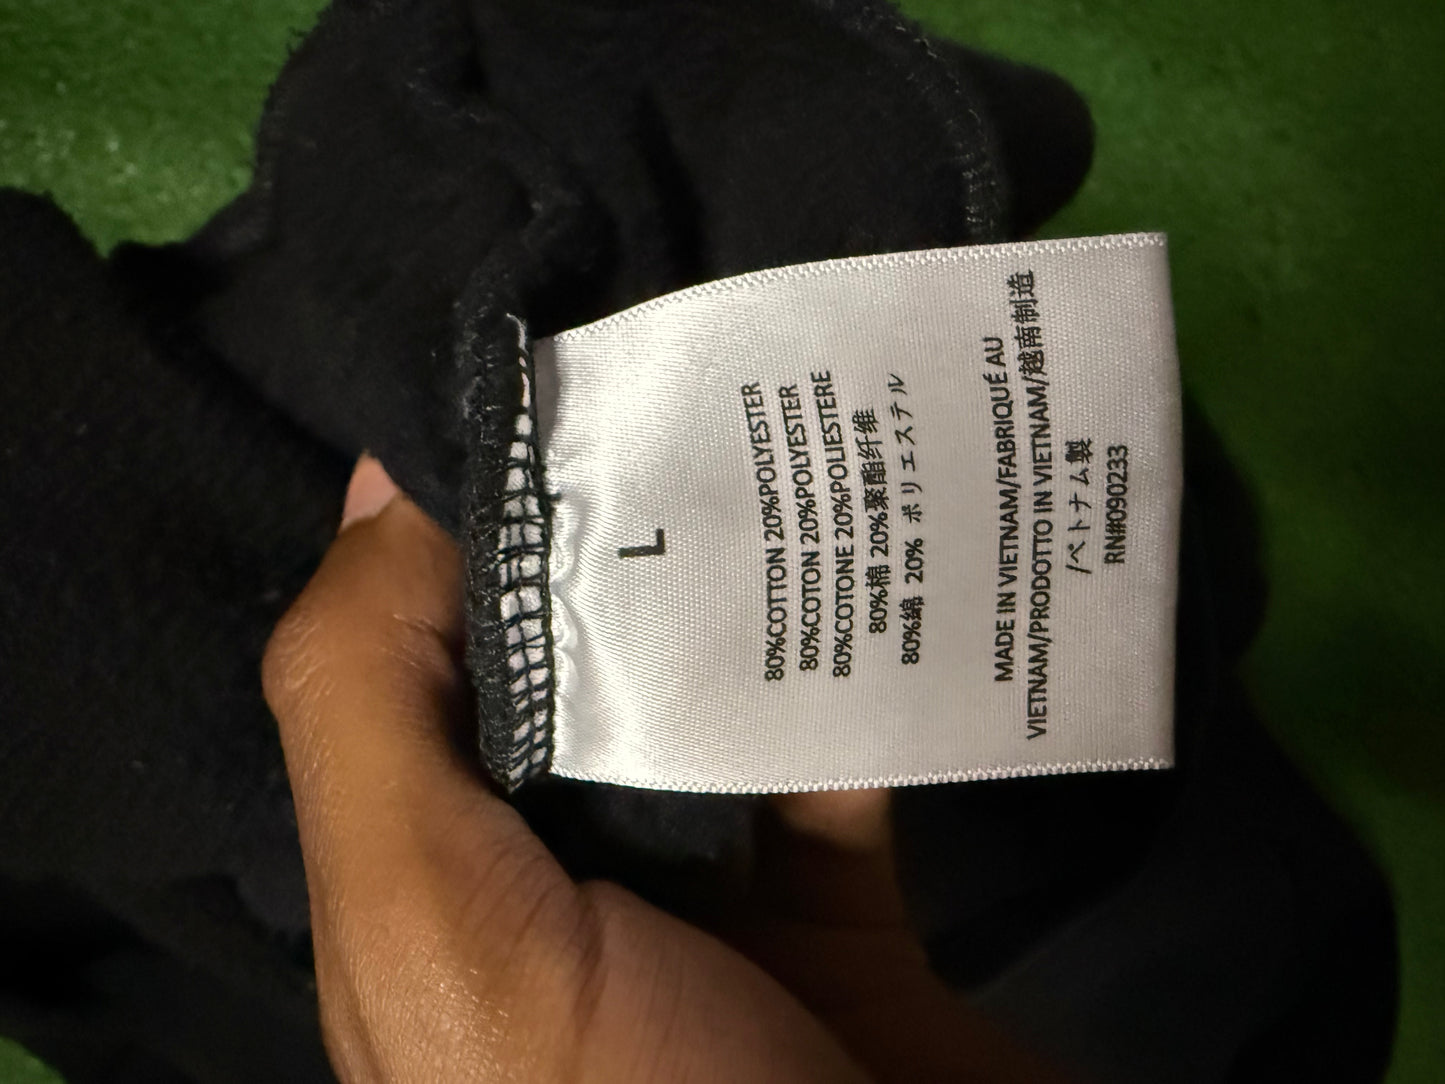 L
80%COTTON 20%POLYESTER
80%COTON 20%POLYESTER
80%COTONE 20%POLIESTERE
80%棉 20%聚酯纤维
80%綿 20% ポリエステル
MADE IN VIETNAM/FABRIQUÉ AU
VIETNAM/PRODOTTO IN VIETNAM/越南制造
/ベトナム製
RN#090233